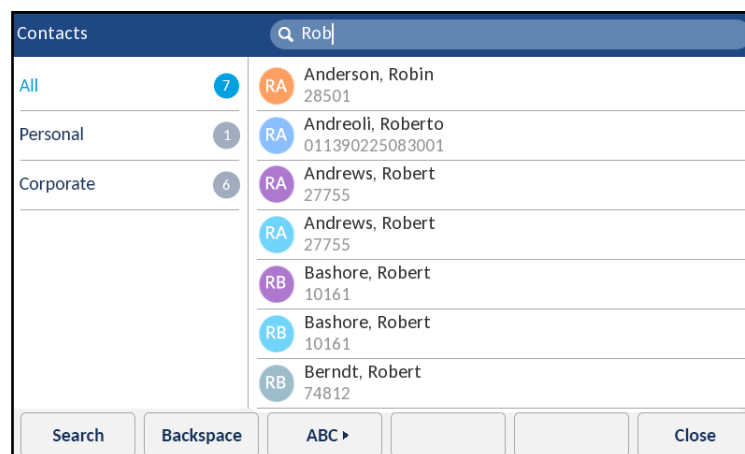 Contacts
Rob
All 7
Personal 1
Corporate 6
RA Anderson, Robin
28501
RA Andreoli, Roberto
011390225083001
RA Andrews, Robert
27755
RA Andrews, Robert
27755
RB Bashore, Robert
10161
RB Bashore, Robert
10161
RB Berndt, Robert
74812
Search Backspace ABC Close